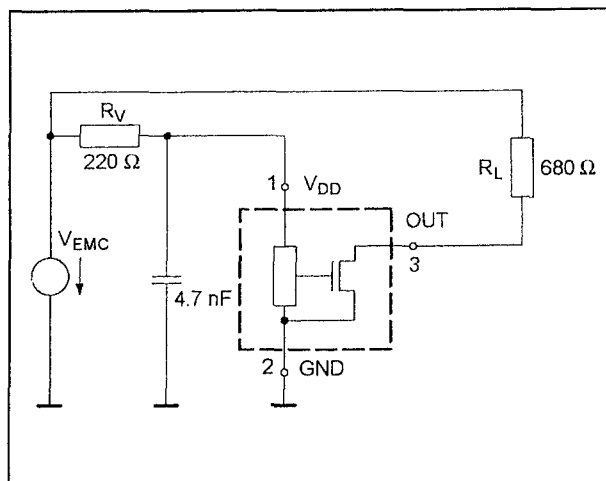 R_V
220 Ω
1 V_DD
R_L 680 Ω
OUT
3
V_EMC
4.7 nF
2 GND